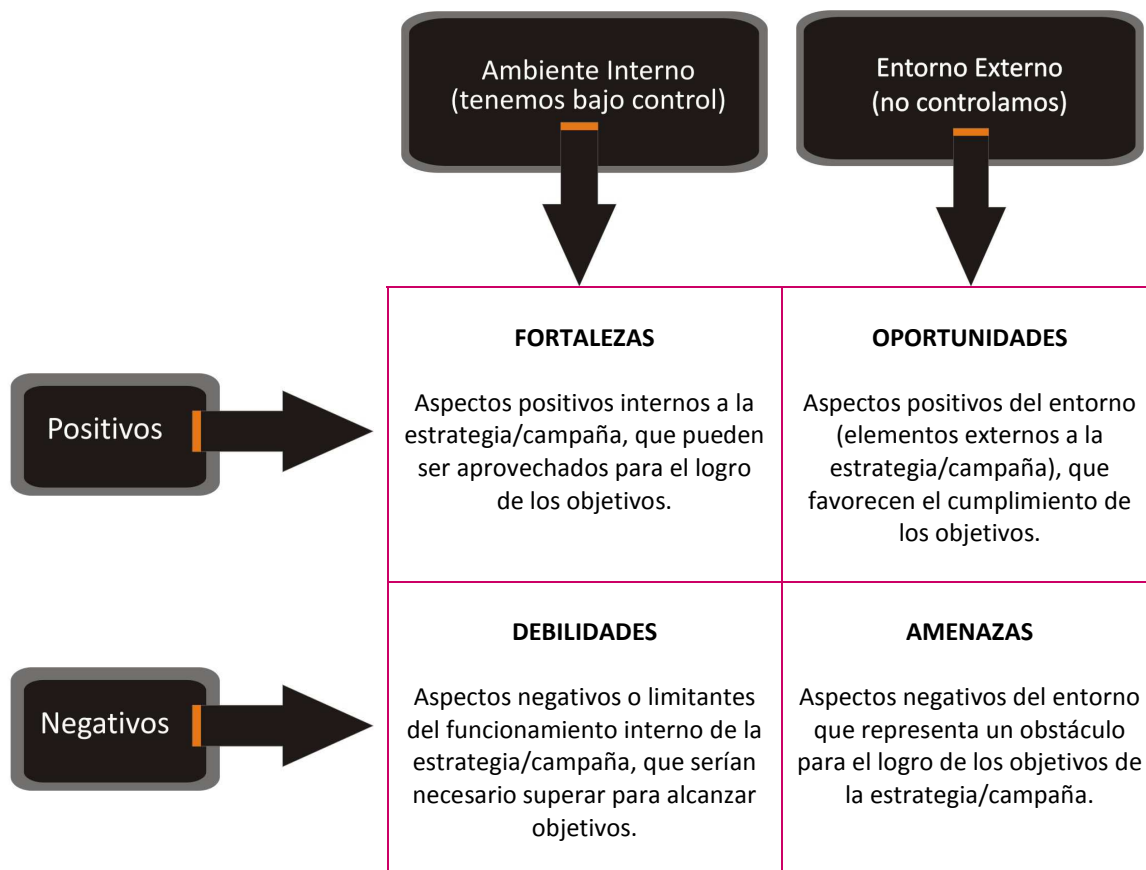 Ambiente Interno
(tenemos bajo control)
Entorno Externo
(no controlamos)
Positivos
FORTALEZAS
Aspectos positivos internos a la
estrategia/campaña, que pueden
ser aprovechados para el logro
de los objetivos.
OPORTUNIDADES
Aspectos positivos del entorno
(elementos externos a la
estrategia/campaña), que
favorecen el cumplimiento de
los objetivos.
Negativos
DEBILIDADES
Aspectos negativos o limitantes
del funcionamiento interno de la
estrategia/campaña, que serían
necesario superar para alcanzar
objetivos.
AMENAZAS
Aspectos negativos del entorno
que representa un obstáculo
para el logro de los objetivos de
la estrategia/campaña.